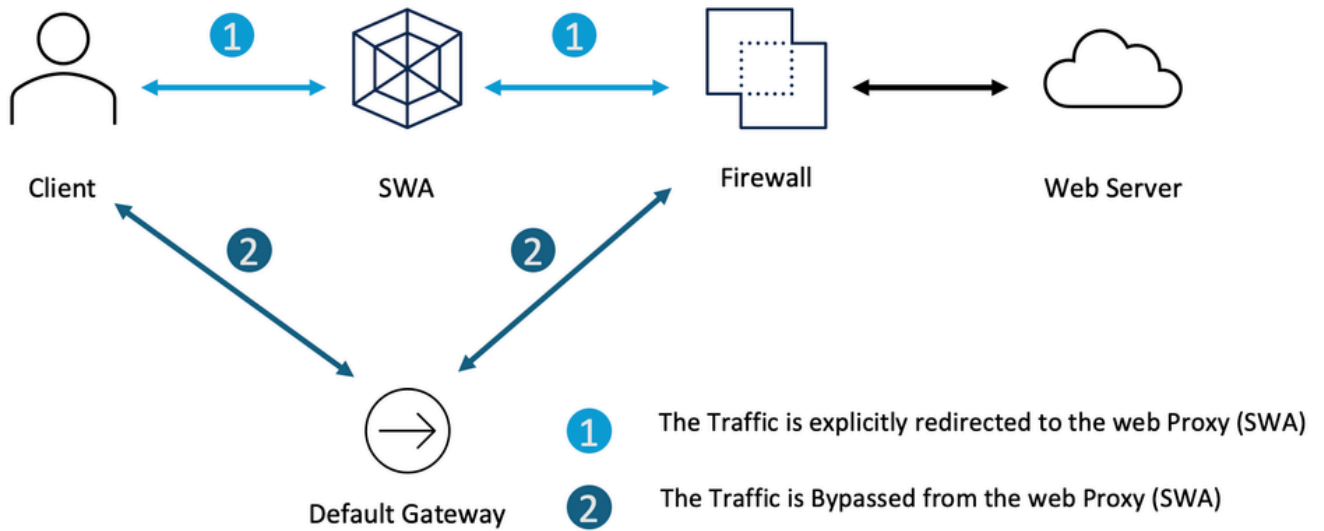 1
1
Client
SWA
Firewall
Web Server
2
2
1 The Traffic is explicitly redirected to the web Proxy (SWA)
Default Gateway
2 The Traffic is Bypassed from the web Proxy (SWA)